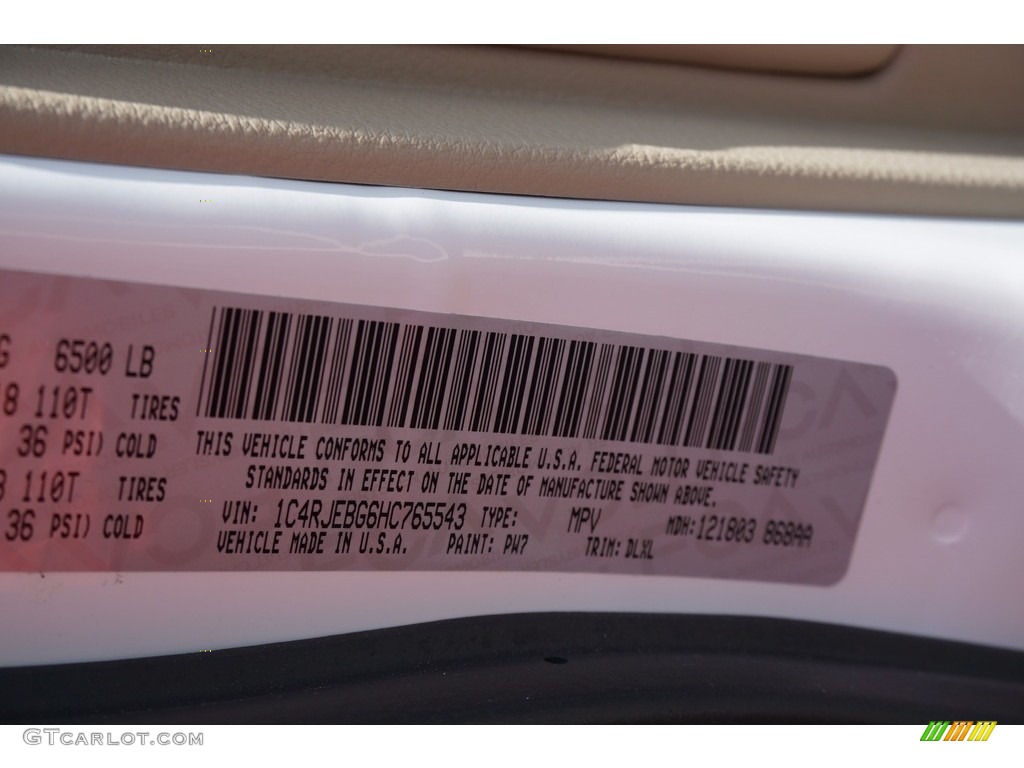 G 6500 LB
8 110T TIRES
36 PSI) COLD
110T TIRES
36 PSI) COLD
THIS VEHICLE CONFORMS TO ALL APPLICABLE U.S.A. FEDERAL MOTOR VEHICLE SAFETY
STANDARDS IN EFFECT ON THE DATE OF MANUFACTURE SHOWN ABOVE.
VIN: 1C4RJEBG6HC765543 TYPE: MPV MDH:121803 868AA
VEHICLE MADE IN U.S.A. PAINT: PW7 TRIM: DLXL
GTCARLOT.COM